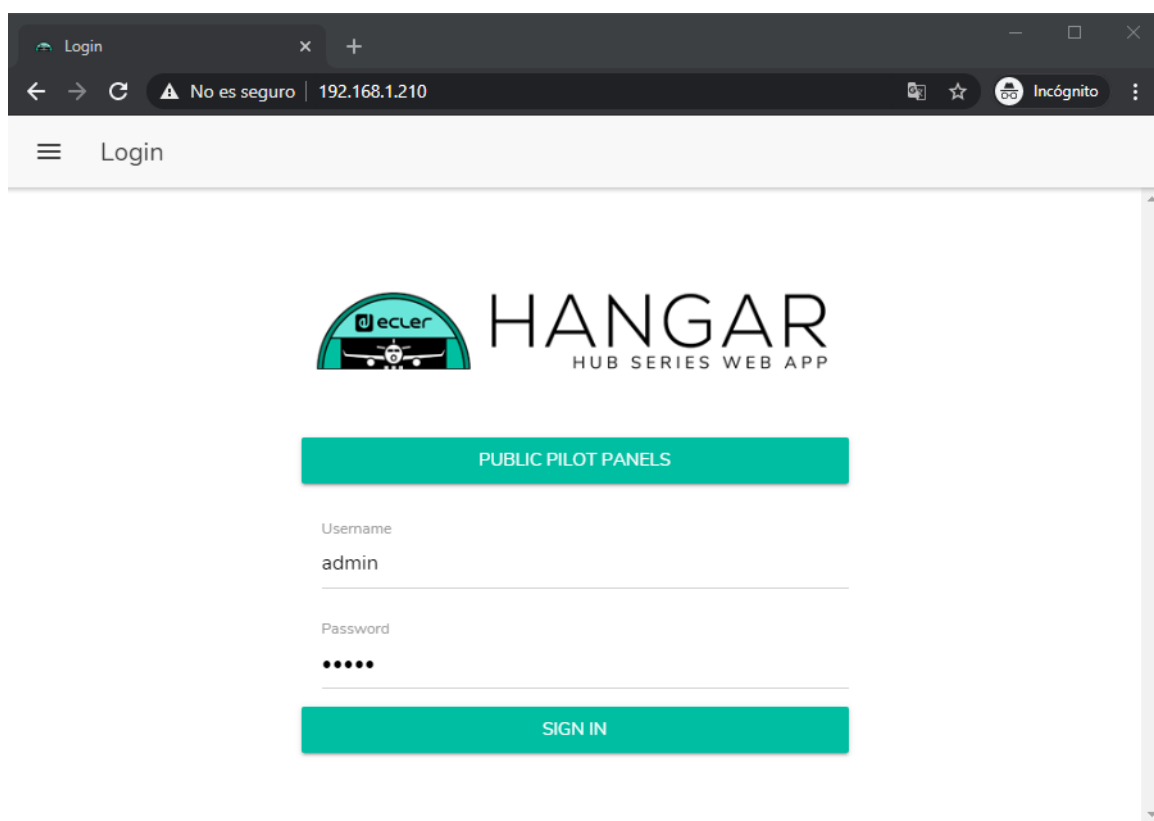 Login
No es seguro 192.168.1.210 Incógnito
Login
ecler HANGAR
HUB SERIES WEB APP
PUBLIC PILOT PANELS
Username
admin
Password
•••••
SIGN IN